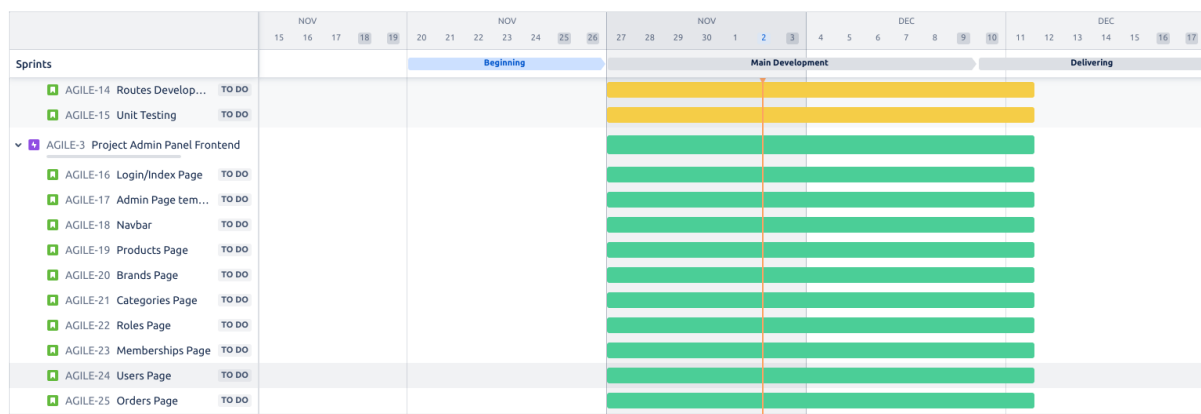 NOV NOV NOV DEC DEC
15 16 17 18 19 20 21 22 23 24 25 26 27 28 29 30 1 2 3 4 5 6 7 8 9 10 11 12 13 14 15 16 17
Sprints Beginning Main Development Delivering
AGILE-14 Routes Develop... TO DO
AGILE-15 Unit Testing TO DO
AGILE-3 Project Admin Panel Frontend
AGILE-16 Login/Index Page TO DO
AGILE-17 Admin Page tem... TO DO
AGILE-18 Navbar TO DO
AGILE-19 Products Page TO DO
AGILE-20 Brands Page TO DO
AGILE-21 Categories Page TO DO
AGILE-22 Roles Page TO DO
AGILE-23 Memberships Page TO DO
AGILE-24 Users Page TO DO
AGILE-25 Orders Page TO DO